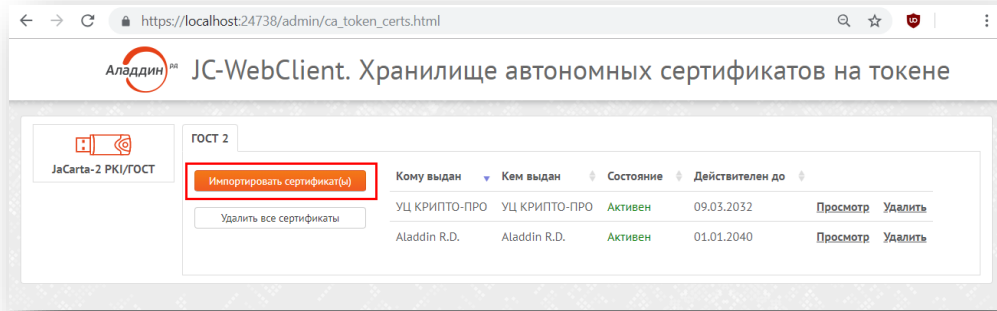 https://localhost:24738/admin/ca_token_certs.html
Аладдин РД JC-WebClient. Хранилище автономных сертификатов на токене
JaCarta-2 PKI/ГОСТ
ГОСТ 2
Импортировать сертификат(ы)
Удалить все сертификаты
Кому выдан Кем выдан Состояние Действителен до
УЦ КРИПТО-ПРО УЦ КРИПТО-ПРО Активен 09.03.2032 Просмотр Удалить
Aladdin R.D. Aladdin R.D. Активен 01.01.2040 Просмотр Удалить